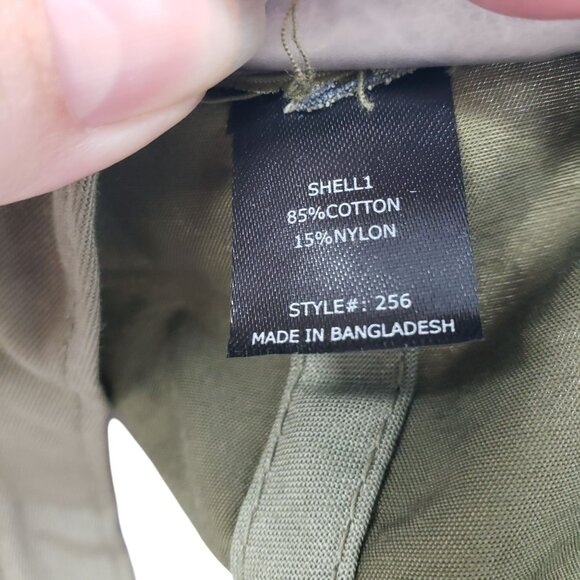 SHELL1
85%COTTON
15%NYLON
STYLE#: 256
MADE IN BANGLADESH